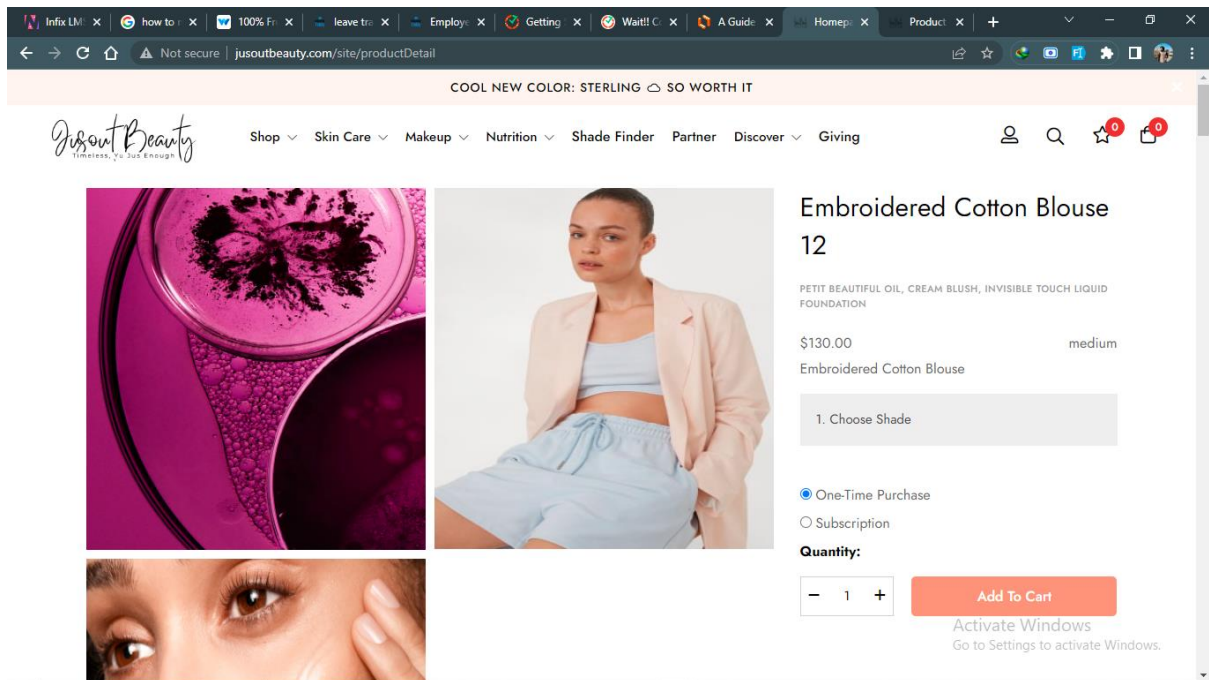 Infix LM
how to r
100% Fr
leave tra
Employe
Getting
Wait!! C
A Guide
Homep
Product
Not secure | jusoutbeauty.com/site/productDetail
COOL NEW COLOR: STERLING SO WORTH IT
Jusout Beauty
Timeless, Yu Jus Enough
Shop Skin Care Makeup Nutrition Shade Finder Partner Discover Giving
0 0
Embroidered Cotton Blouse
12
PETIT BEAUTIFUL OIL, CREAM BLUSH, INVISIBLE TOUCH LIQUID
FOUNDATION
$130.00 medium
Embroidered Cotton Blouse
1. Choose Shade
One-Time Purchase
Subscription
Quantity:
− 1 + Add To Cart
Activate Windows
Go to Settings to activate Windows.